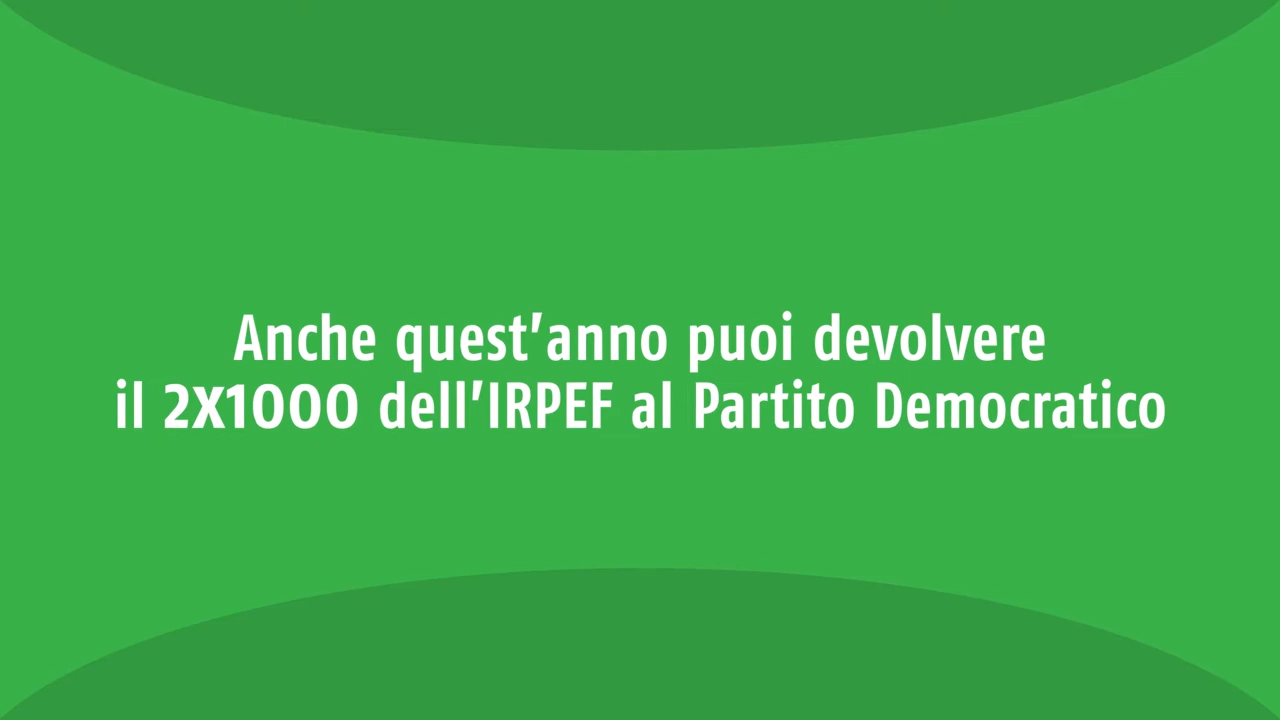 Anche quest'anno puoi devolvere
il 2X1000 dell'IRPEF al Partito Democratico